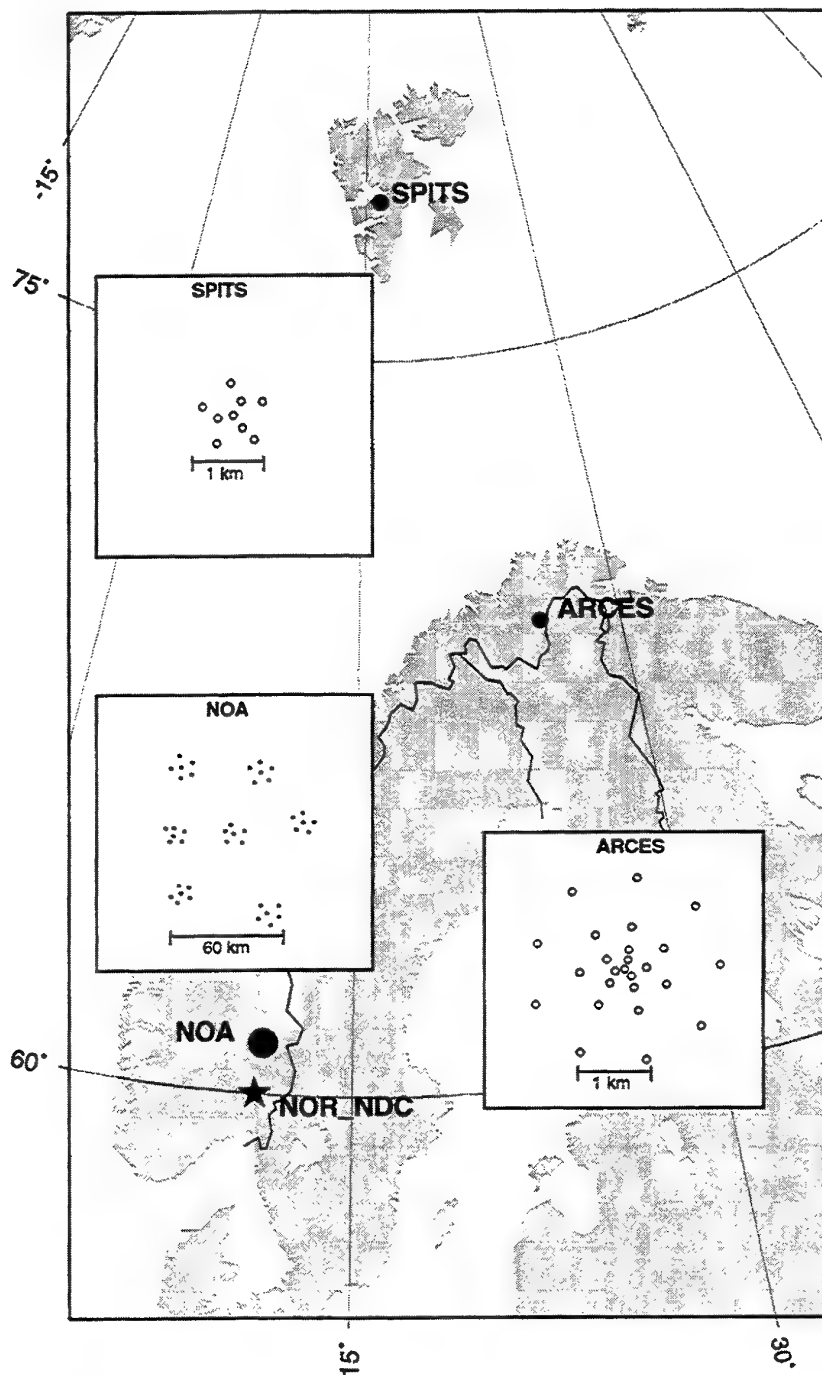 -15°
SPITS
75°
SPITS
1 km
ARCES
NOA
60 km
ARCES
1 km
NOA
60°
NOR_NDC
15°
30°